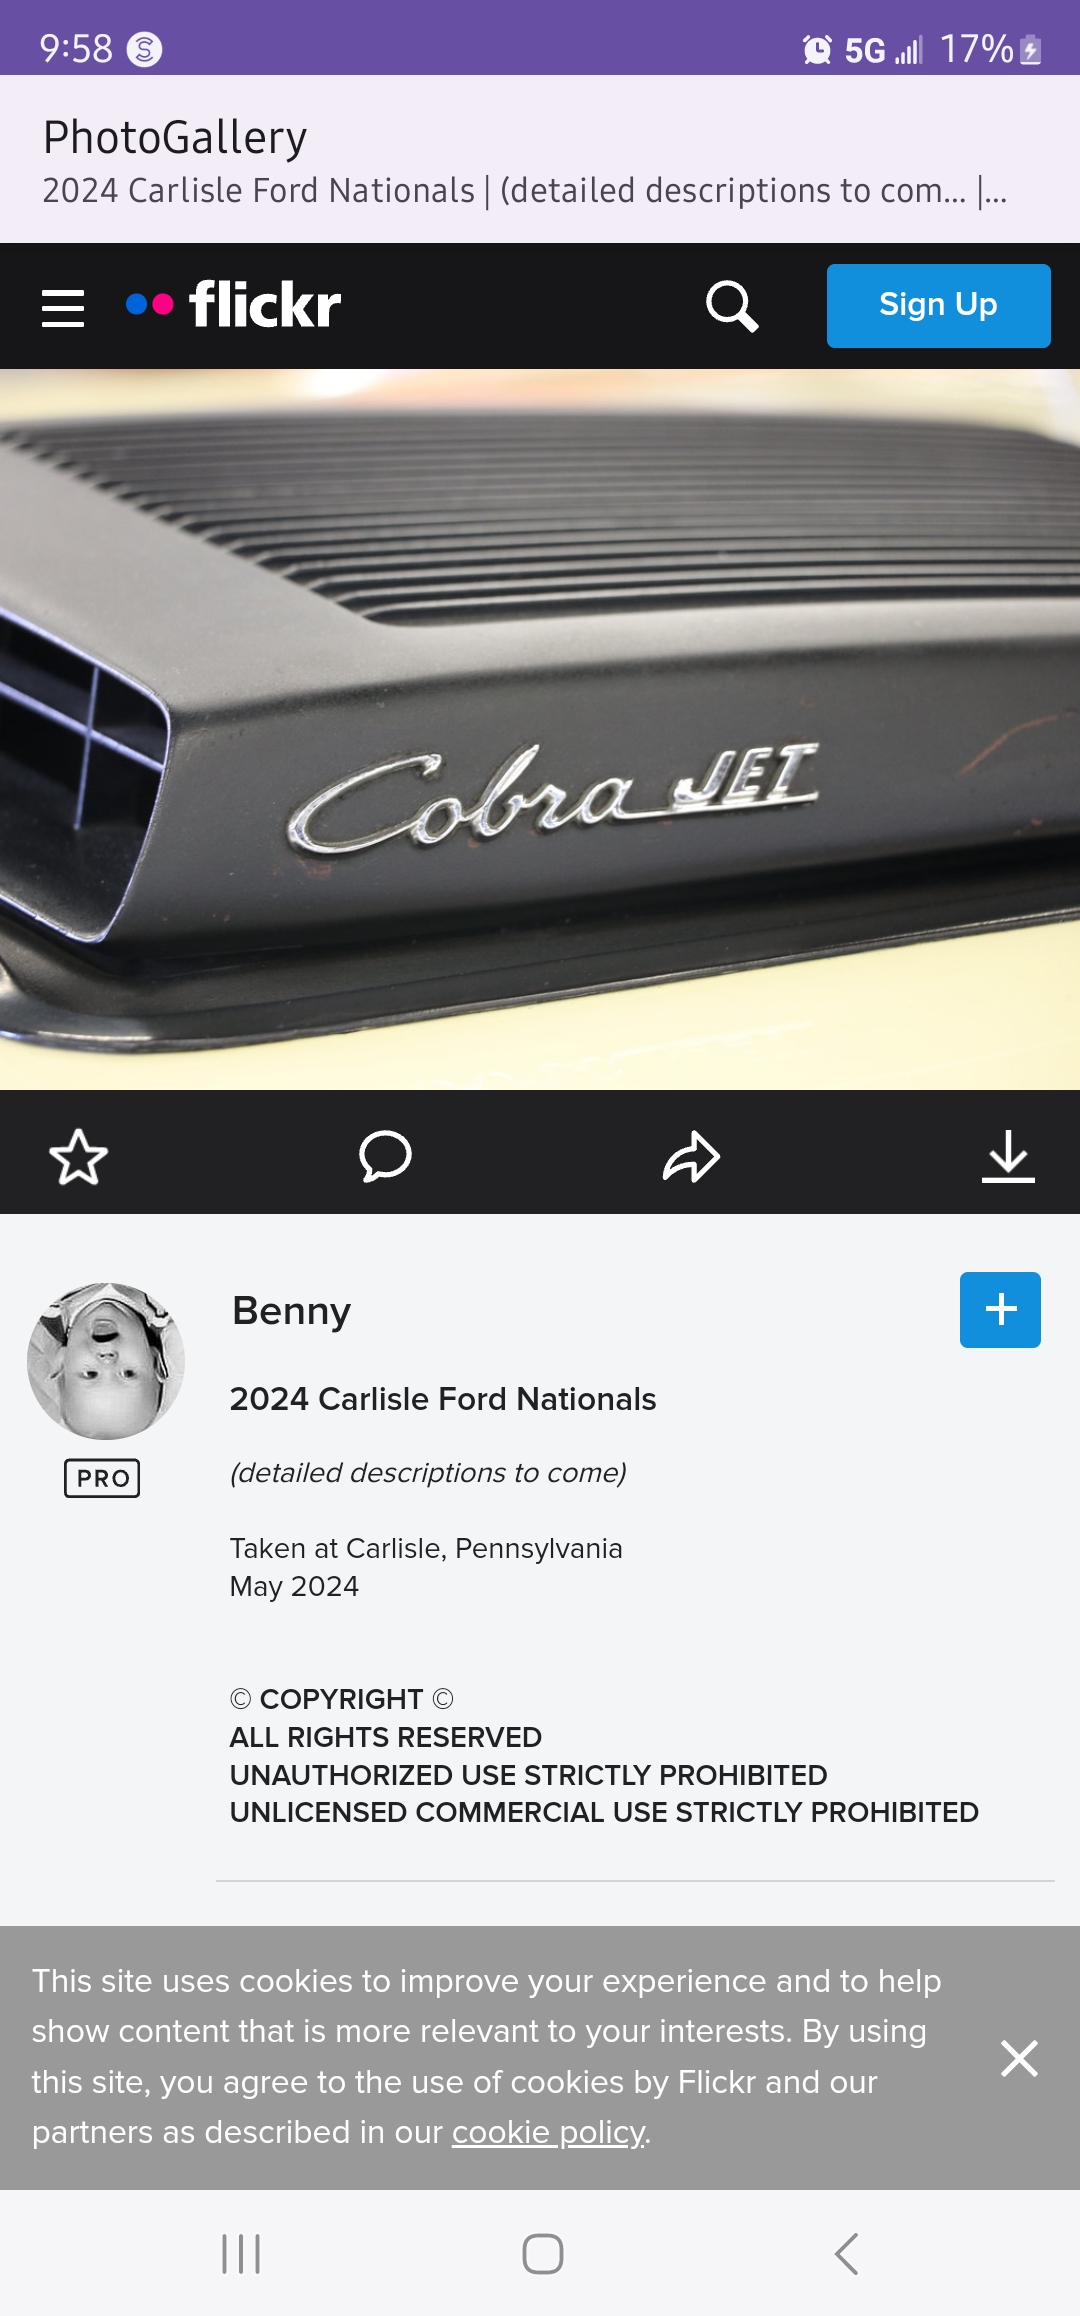 9:58
5G 17%
PhotoGallery
2024 Carlisle Ford Nationals | (detailed descriptions to com... |...
flickr
Sign Up
Cobra JET
Benny
2024 Carlisle Ford Nationals
PRO
(detailed descriptions to come)
Taken at Carlisle, Pennsylvania
May 2024
© COPYRIGHT ©
ALL RIGHTS RESERVED
UNAUTHORIZED USE STRICTLY PROHIBITED
UNLICENSED COMMERCIAL USE STRICTLY PROHIBITED
This site uses cookies to improve your experience and to help
show content that is more relevant to your interests. By using
this site, you agree to the use of cookies by Flickr and our
partners as described in our cookie policy.